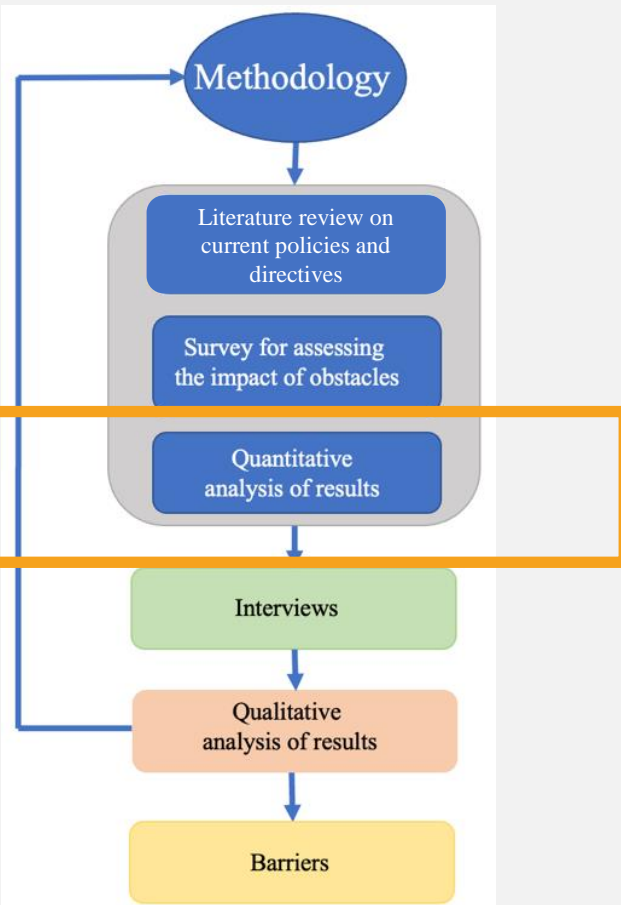 Methodology
Literature review on
current policies and
directives
Survey for assessing
the impact of obstacles
Quantitative
analysis of results
Interviews
Qualitative
analysis of results
Barriers